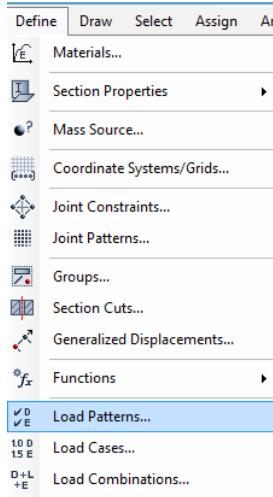 Define Draw Select Assign
Materials...
Section Properties
Mass Source...
Coordinate Systems/Grids...
Joint Constraints...
Joint Patterns...
Groups...
Section Cuts...
Generalized Displacements...
Functions
Load Patterns...
Load Cases...
Load Combinations...